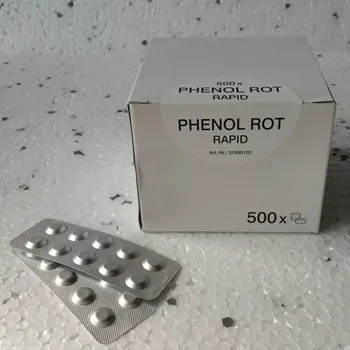 500 x
PHENOL ROT
RAPID
PHENOL ROT
RAPID
Art.-Nr.: 31500102
500 x